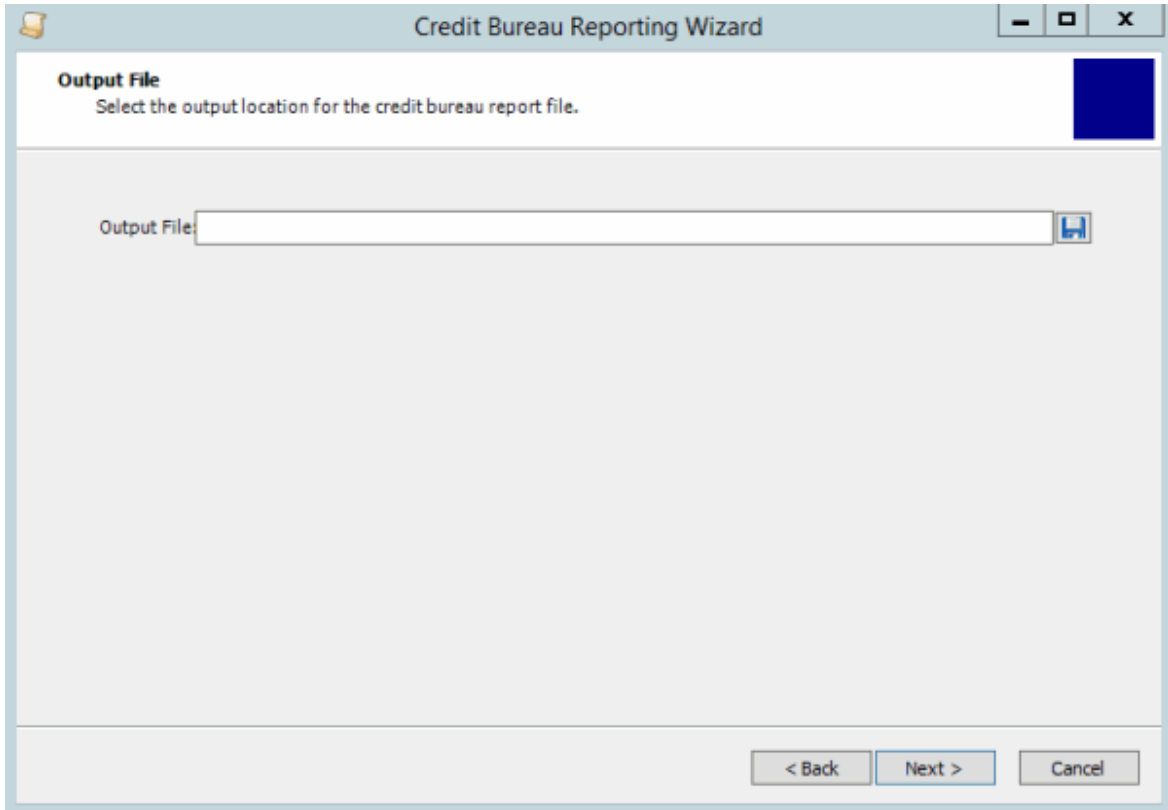 Credit Bureau Reporting Wizard
Output File
Select the output location for the credit bureau report file.
Output File:
< Back Next > Cancel